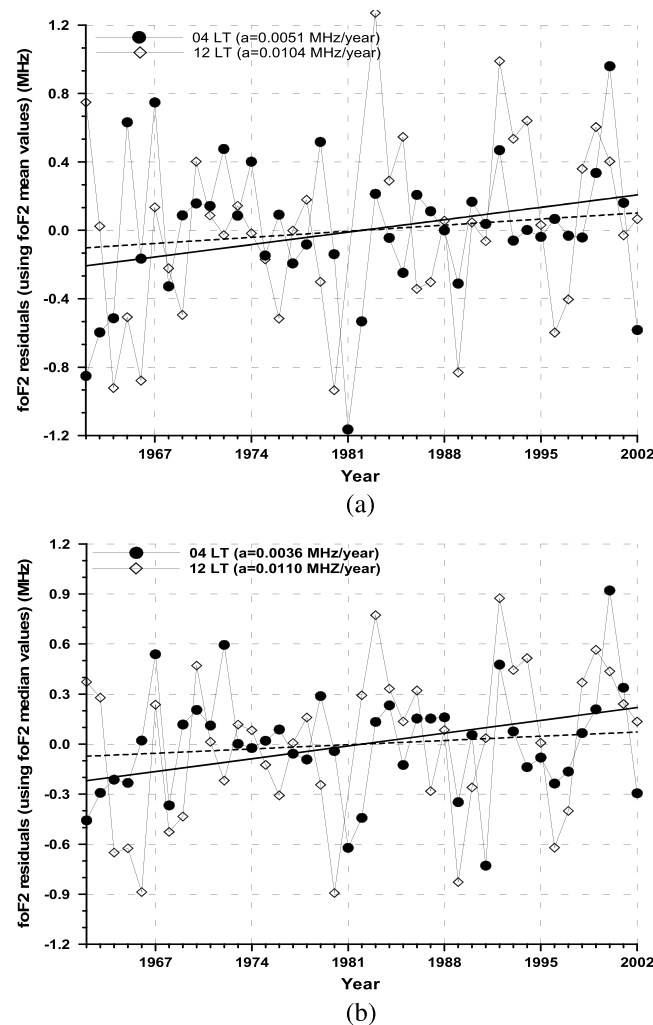 1.2
0.8
0.4
0.0
-0.4
-0.8
-1.2
foF2 residuals (using foF2 mean values) (MHz)
04 LT (a=0.0051 MHz/year)
12 LT (a=0.0104 MHz/year)
1967 1974 1981 1988 1995 2002
Year
(a)
1.2
0.9
0.6
0.3
0.0
-0.3
-0.6
-0.9
-1.2
foF2 residuals (using foF2 median values) (MHz)
04 LT (a=0.0036 MHz/year)
12 LT (a=0.0110 MHZ/year)
1967 1974 1981 1988 1995 2002
Year
(b)